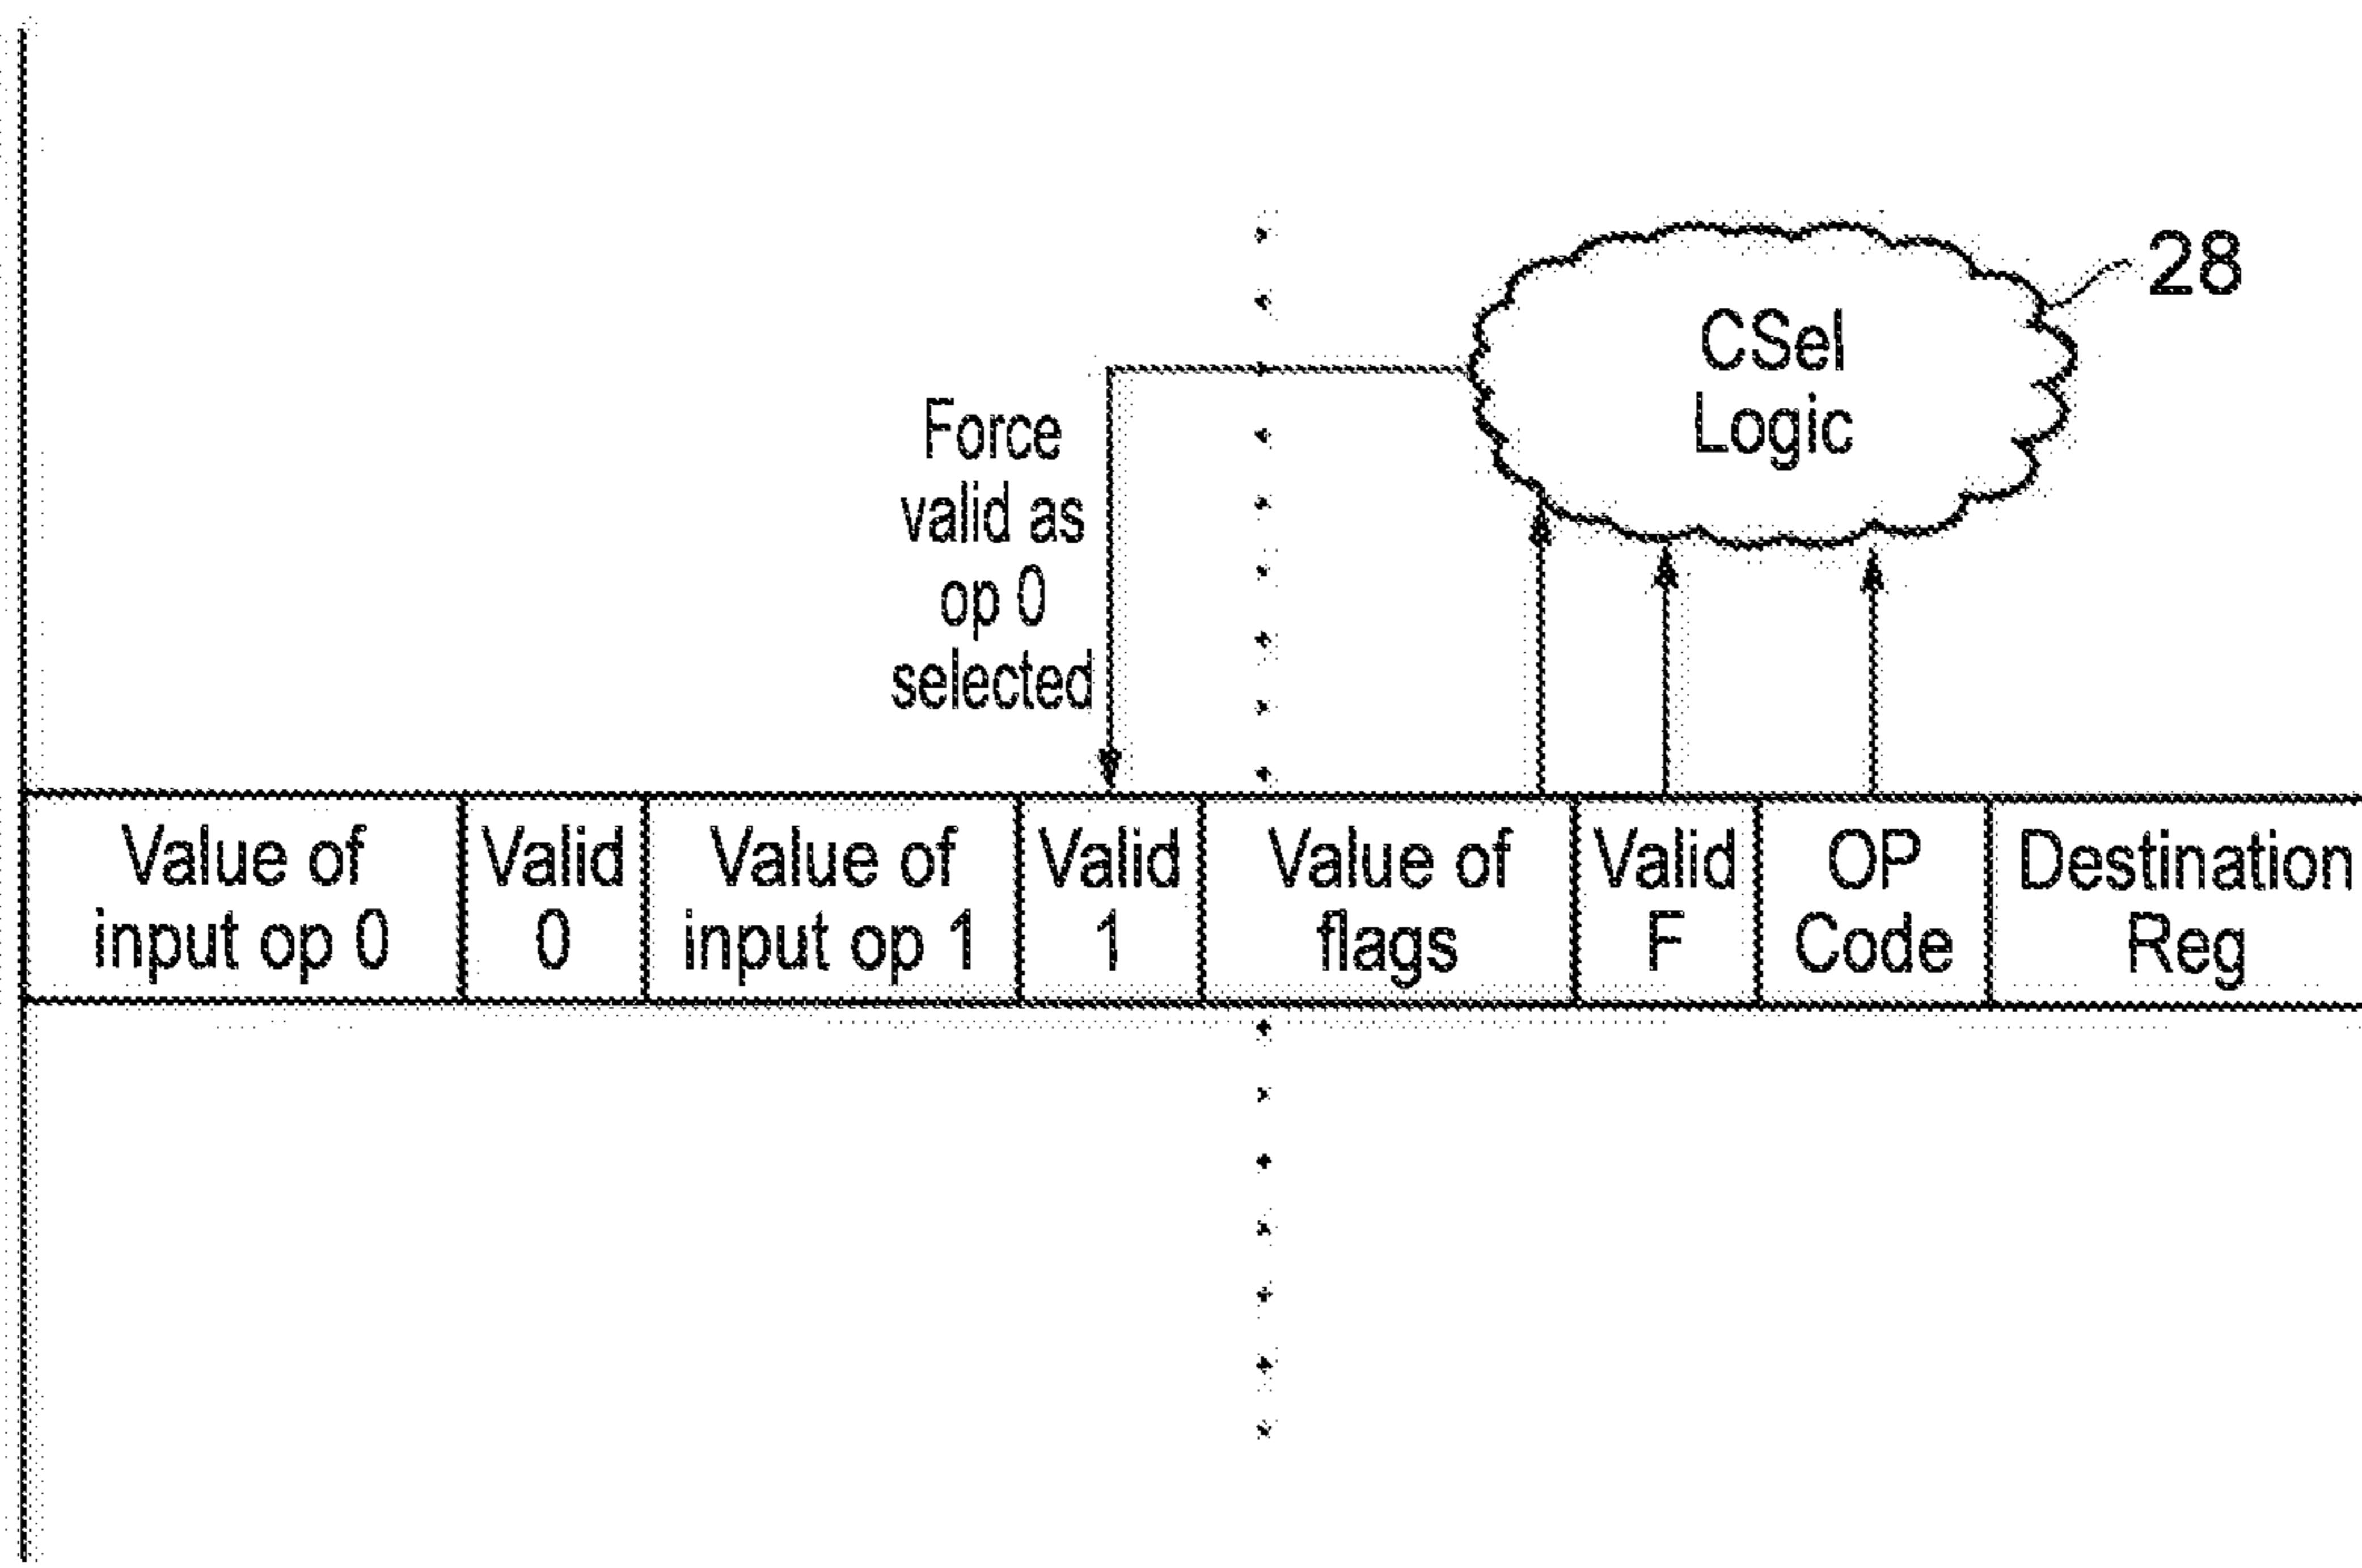 28
CSel
Logic
Force
valid as
op 0
selected
Value of
input op 0
Valid
0
Value of
input op 1
Valid
1
Value of
flags
Valid
F
OP
Code
Destination
Reg